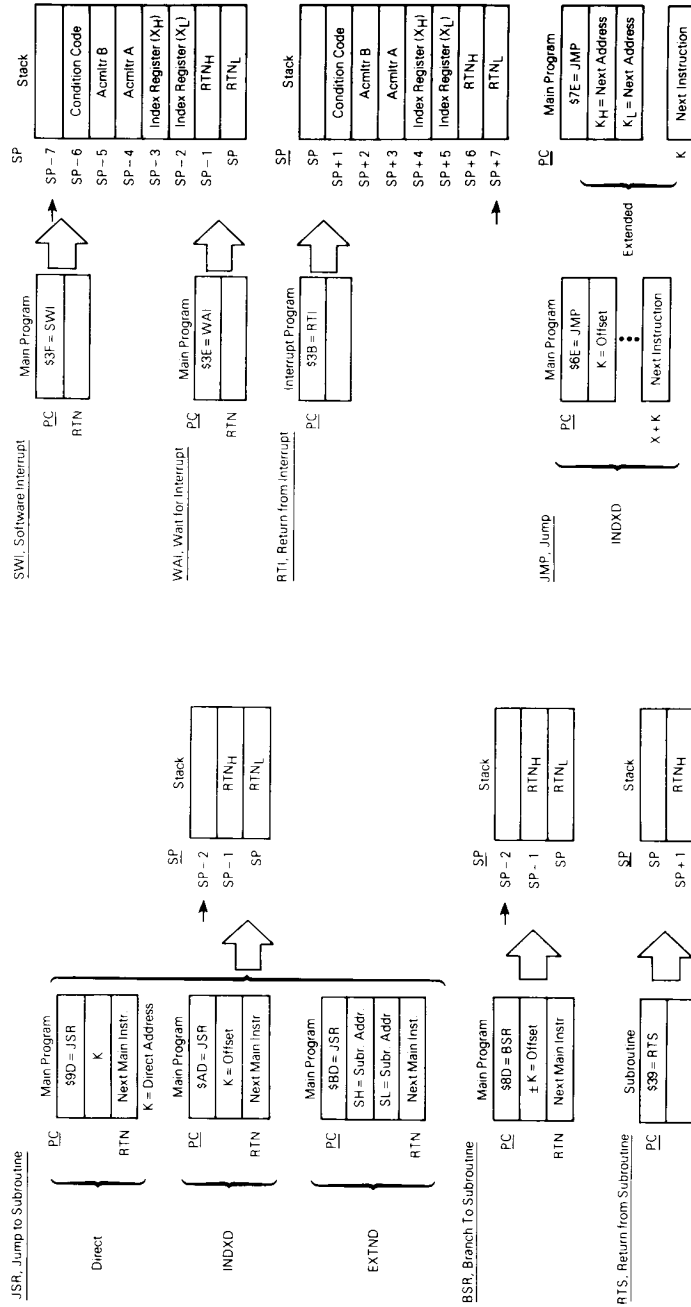 JSR, Jump to Subroutine
Direct
PC
RTN
Main Program
$9D = JSR
K
Next Main Instr
K = Direct Address
INDXD
PC
RTN
Main Program
$AD = JSR
K = Offset
Next Main Instr
EXTND
PC
RTN
Main Program
$BD = JSR
SH = Subr. Addr
SL = Subr. Addr
Next Main Inst.
SP
SP - 2
SP - 1
SP
Stack
RTNH
RTNL
BSR, Branch To Subroutine
PC
RTN
Main Program
$8D = BSR
± K = Offset
Next Main Instr
SP
SP - 2
SP - 1
SP
Stack
RTNH
RTNL
RTS, Return from Subroutine
PC
Subroutine
$39 = RTS
SP
SP
SP + 1
Stack
RTNH
SWI, Software Interrupt
PC
RTN
Main Program
$3F = SWI
SP
SP - 7
SP - 6
SP - 5
SP - 4
SP - 3
SP - 2
SP - 1
SP
Stack
Condition Code
Acmltr B
Acmltr A
Index Register (XH)
Index Register (XL)
RTNH
RTNL
WAI, Wait for Interrupt
PC
RTN
Main Program
$3E = WAI
RTI, Return from Interrupt
PC
Interrupt Program
$3B = RTI
SP
SP
SP + 1
SP + 2
SP + 3
SP + 4
SP + 5
SP + 6
SP + 7
Stack
Condition Code
Acmltr B
Acmltr A
Index Register (XH)
Index Register (XL)
RTNH
RTNL
JMP, Jump
INDXD
PC
X + K
Main Program
$6E = JMP
K = Offset
Next Instruction
Extended
PC
K
Main Program
$7E = JMP
KH = Next Address
KL = Next Address
Next Instruction